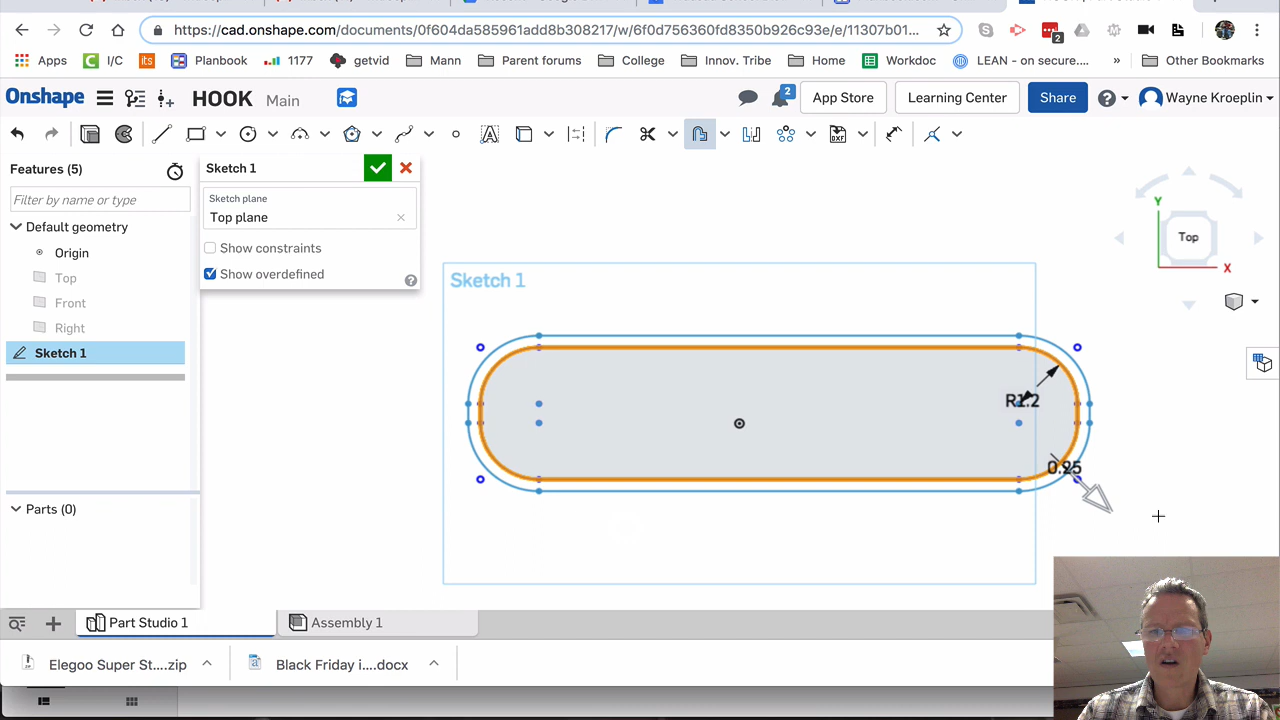 https://cad.onshape.com/documents/0f604da585961add8b308217/w/6f0d756360fd8350b926c93e/e/11307b01...
2
Apps I/C its Planbook 1177 getvid Mann Parent forums College Innov. Tribe Home Workdoc LEAN - on secure.... » Other Bookmarks
Onshape HOOK Main 2 App Store Learning Center Share Wayne Kroeplin
Features (5)
Filter by name or type
Default geometry
Origin
Top
Front
Right
Sketch 1
Parts (0)
Sketch 1
Sketch plane
Top plane
Show constraints
Show overdefined
Sketch 1
R1.2
0.25
Y
Top
X
Part Studio 1
Assembly 1
Elegoo Super St....zip
Black Friday i....docx